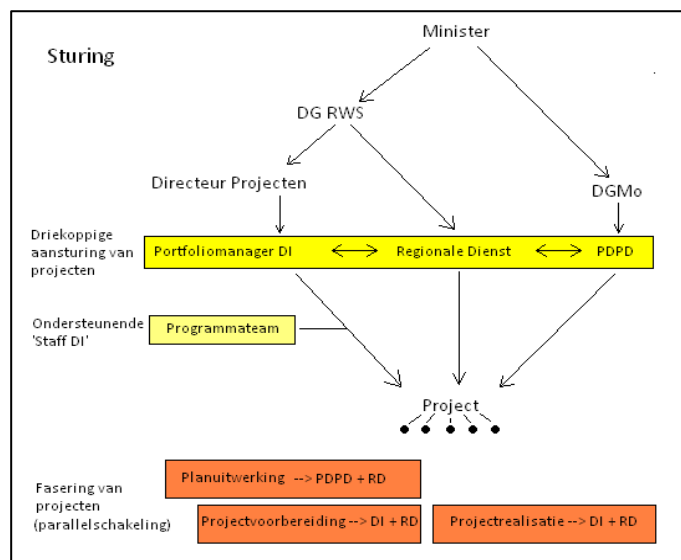 Sturing
Minister
DG RWS
Directeur Projecten
DGMo
Driekoppige
aansturing van
projecten
Portfoliomanager DI
Regionale Dienst
PDPD
Ondersteunende
'Staff DI'
Programmateam
Project
Fasering van
projecten
(parallelschakeling)
Planuitwerking --> PDPD + RD
Projectvoorbereiding --> DI + RD
Projectrealisatie --> DI + RD